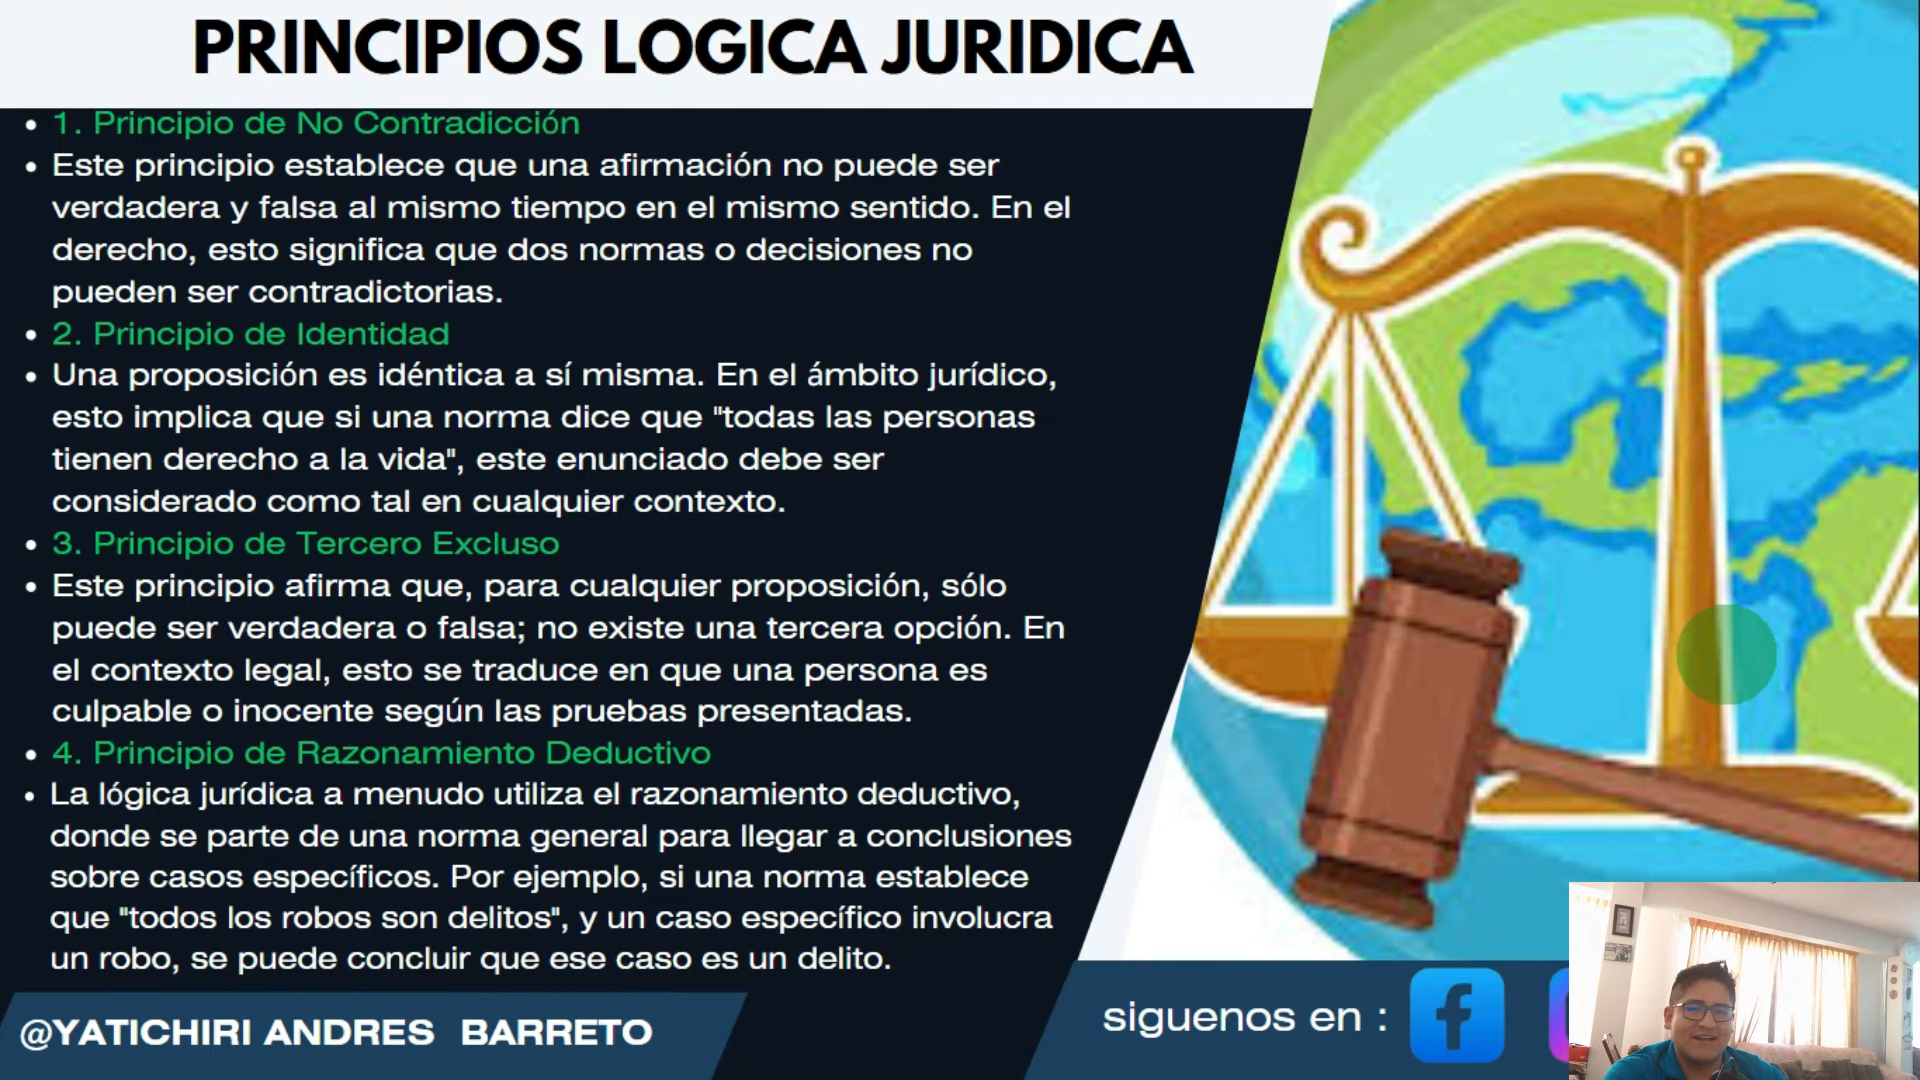 PRINCIPIOS LOGICA JURIDICA
• 1. Principio de No Contradicción
• Este principio establece que una afirmación no puede ser
verdadera y falsa al mismo tiempo en el mismo sentido. En el
derecho, esto significa que dos normas o decisiones no
pueden ser contradictorias.
• 2. Principio de Identidad
• Una proposición es idéntica a sí misma. En el ámbito jurídico,
esto implica que si una norma dice que "todas las personas
tienen derecho a la vida", este enunciado debe ser
considerado como tal en cualquier contexto.
• 3. Principio de Tercero Excluso
• Este principio afirma que, para cualquier proposición, sólo
puede ser verdadera o falsa; no existe una tercera opción. En
el contexto legal, esto se traduce en que una persona es
culpable o inocente según las pruebas presentadas.
• 4. Principio de Razonamiento Deductivo
• La lógica jurídica a menudo utiliza el razonamiento deductivo,
donde se parte de una norma general para llegar a conclusiones
sobre casos específicos. Por ejemplo, si una norma establece
que "todos los robos son delitos", y un caso específico involucra
un robo, se puede concluir que ese caso es un delito.
@YATICHIRI ANDRES BARRETO
siguenos en :